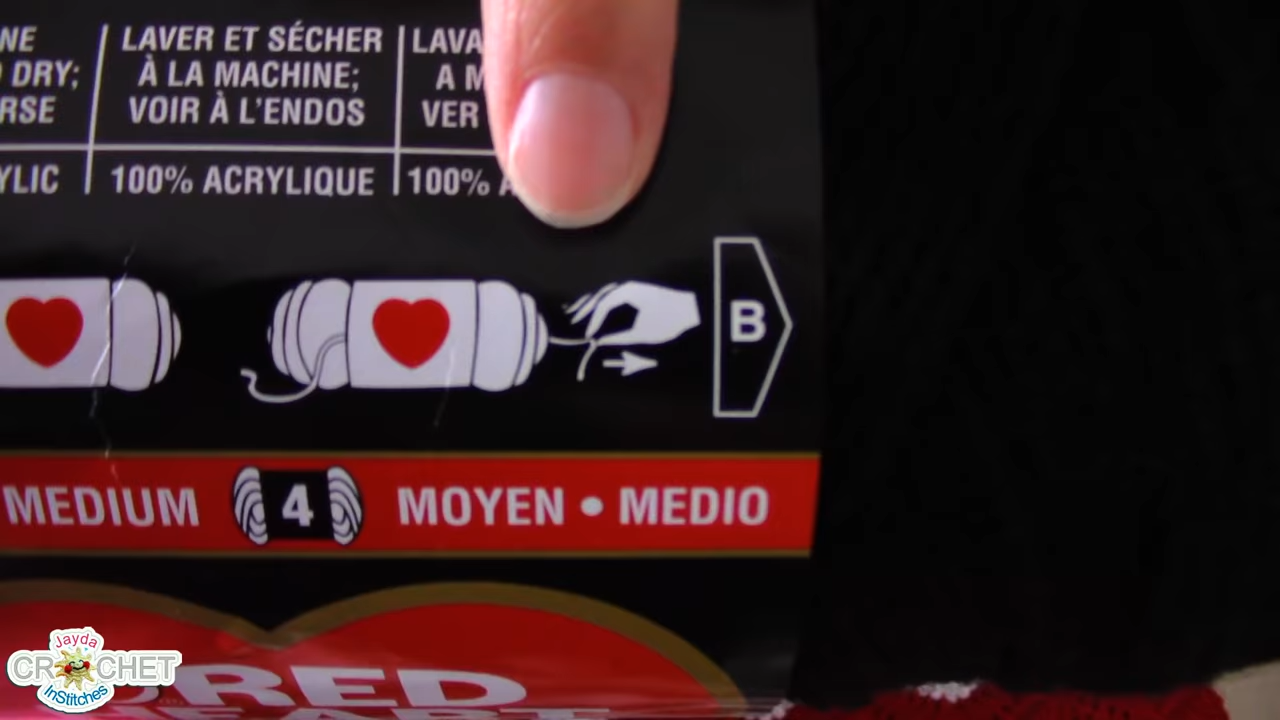 NE
DRY;
RSE
YLIC
LAVER ET SÉCHER
À LA MACHINE;
VOIR À L'ENDOS
100% ACRYLIQUE
LAVA
A M
VER
100% A
B
MEDIUM 4 MOYEN • MEDIO
RED
HEART
Jayda
CROCHET
InStitches